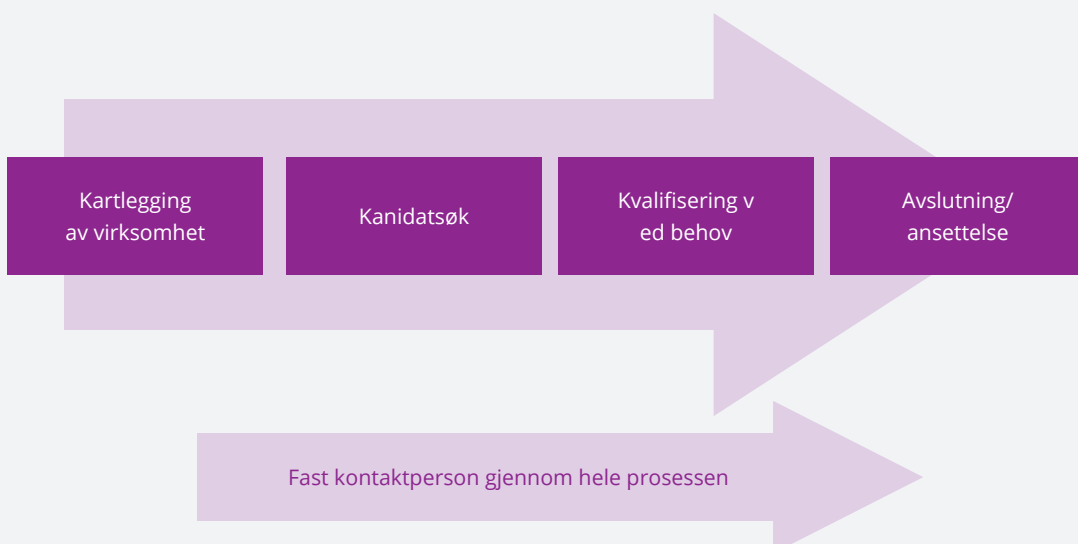 Kartlegging
av virksomhet
Kanidatsøk
Kvalifisering v
ed behov
Avslutning/
ansettelse
Fast kontaktperson gjennom hele prosessen